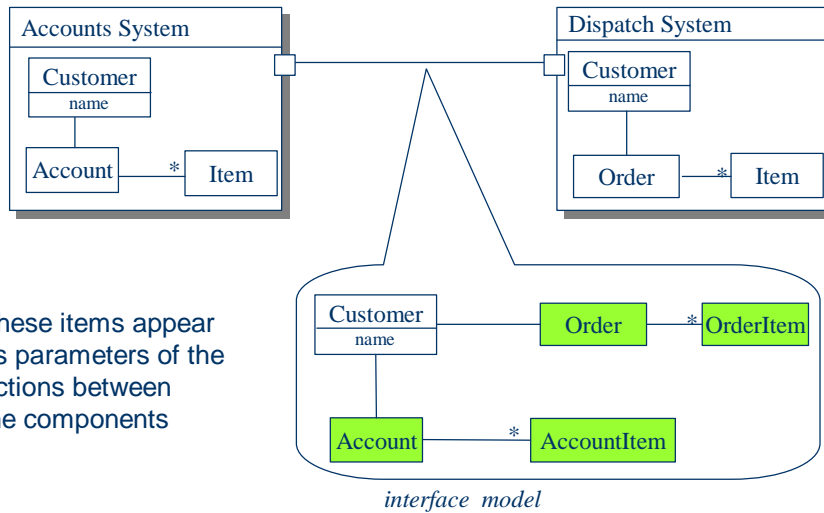 Accounts System
Customer
name
Account
*
Item
Dispatch System
Customer
name
Order
*
Item
hese items appear
s parameters of the
ctions between
e components
Customer
name
Order
*
OrderItem
Account
*
AccountItem
interface model